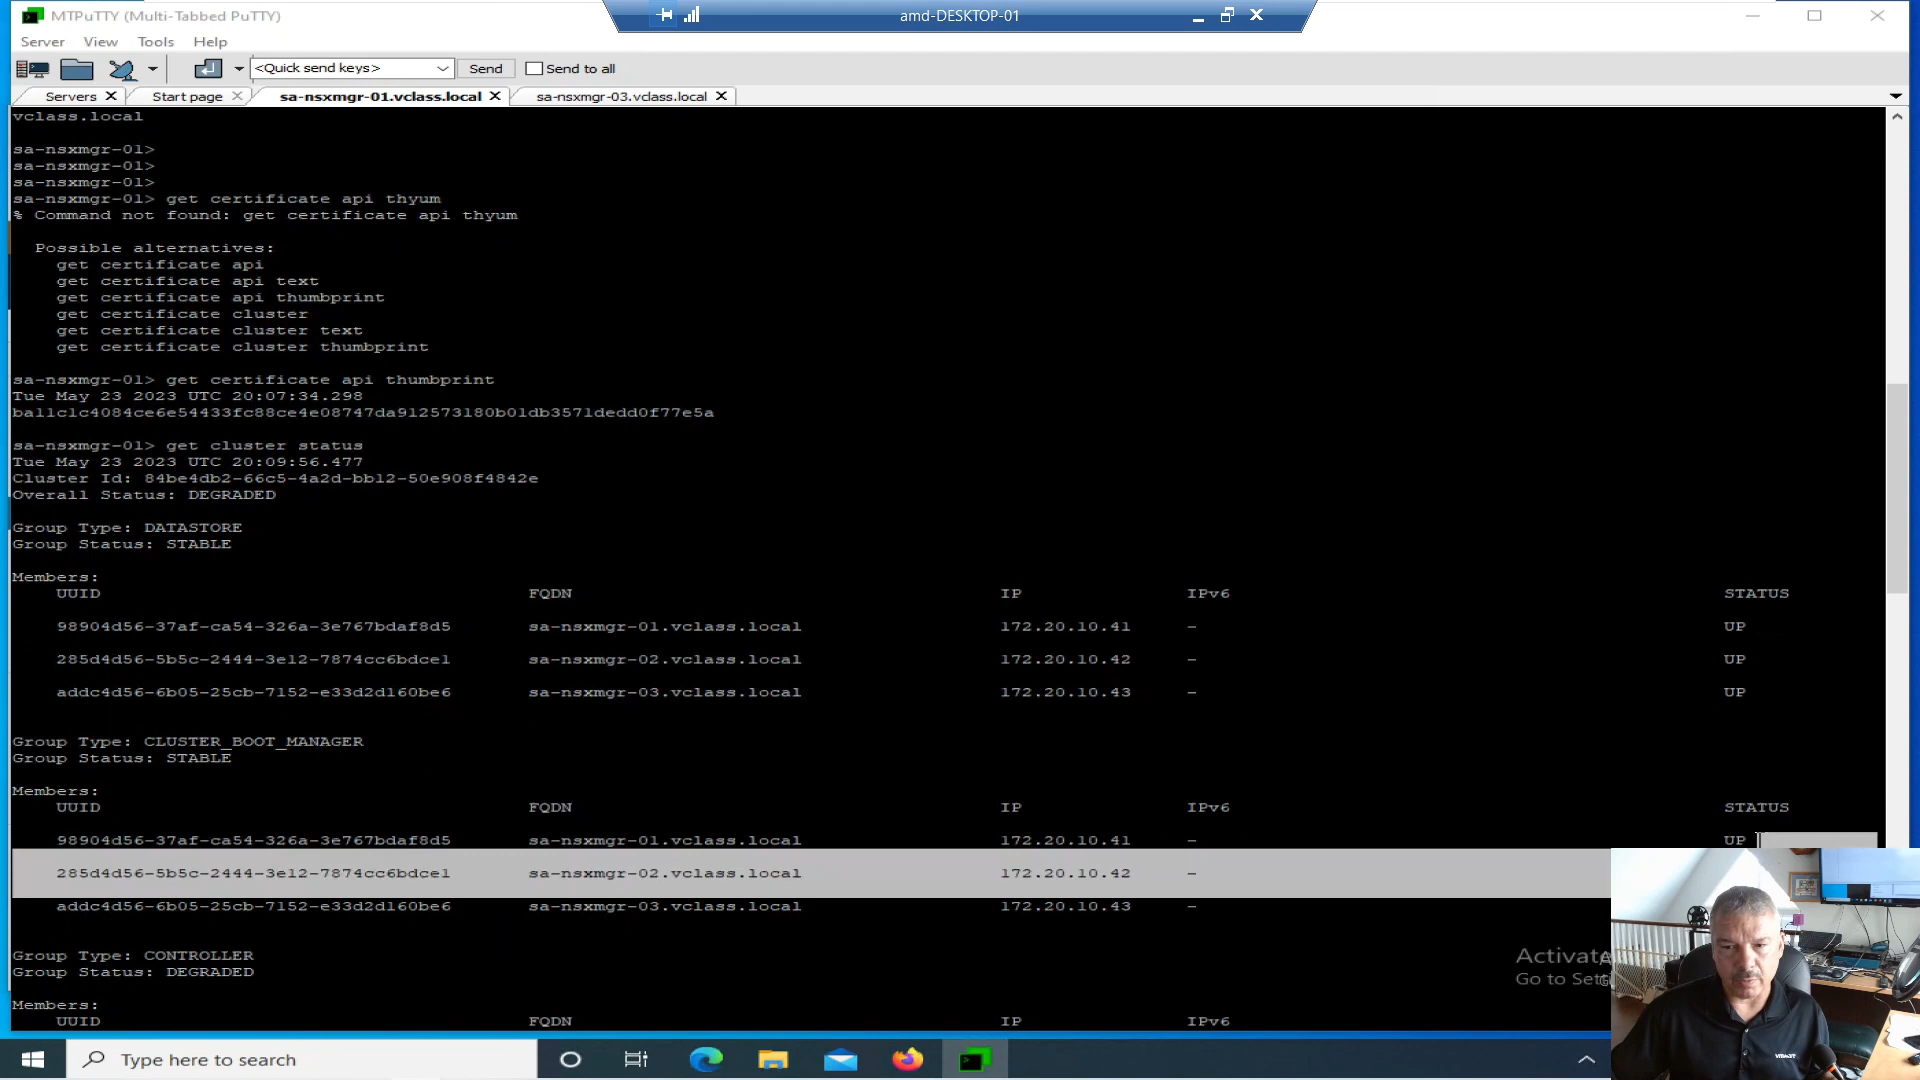 MTPuTTY (Multi-Tabbed PuTTY)
amd-DESKTOP-01
Server View Tools Help
<Quick send keys> Send Send to all
Servers Start page sa-nsxmgr-01.vclass.local sa-nsxmgr-03.vclass.local
vclass.local
sa-nsxmgr-01>
sa-nsxmgr-01>
sa-nsxmgr-01>
sa-nsxmgr-01> get certificate api thyum
% Command not found: get certificate api thyum
Possible alternatives:
get certificate api
get certificate api text
get certificate api thumbprint
get certificate cluster
get certificate cluster text
get certificate cluster thumbprint
sa-nsxmgr-01> get certificate api thumbprint
Tue May 23 2023 UTC 20:07:34.298
ba11c1c4084ce6e54433fc88ce4e08747da912573180b01db3571dedd0f77e5a
sa-nsxmgr-01> get cluster status
Tue May 23 2023 UTC 20:09:56.477
Cluster Id: 84be4db2-66c5-4a2d-bb12-50e908f4842e
Overall Status: DEGRADED
Group Type: DATASTORE
Group Status: STABLE
Members:
UUID FQDN IP IPv6 STATUS
98904d56-37af-ca54-326a-3e767bdaf8d5 sa-nsxmgr-01.vclass.local 172.20.10.41 - UP
285d4d56-5b5c-2444-3e12-7874cc6bdce1 sa-nsxmgr-02.vclass.local 172.20.10.42 - UP
addc4d56-6b05-25cb-7152-e33d2d160be6 sa-nsxmgr-03.vclass.local 172.20.10.43 - UP
Group Type: CLUSTER_BOOT_MANAGER
Group Status: STABLE
Members:
UUID FQDN IP IPv6 STATUS
98904d56-37af-ca54-326a-3e767bdaf8d5 sa-nsxmgr-01.vclass.local 172.20.10.41 - UP
285d4d56-5b5c-2444-3e12-7874cc6bdce1 sa-nsxmgr-02.vclass.local 172.20.10.42 -
addc4d56-6b05-25cb-7152-e33d2d160be6 sa-nsxmgr-03.vclass.local 172.20.10.43 -
Group Type: CONTROLLER
Group Status: DEGRADED
Members:
UUID FQDN IP IPv6
Activat
Go to Sett
Type here to search